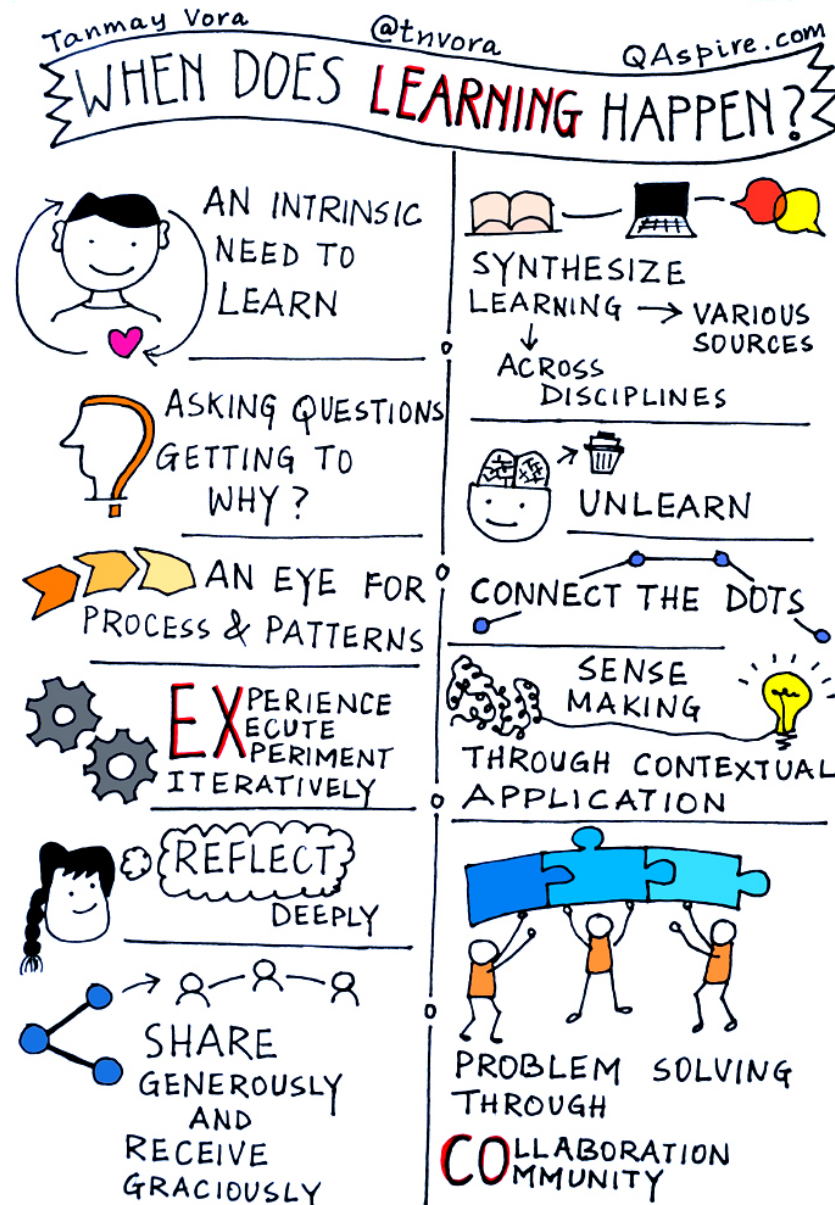 Tanmay Vora @tnvora QAspire.com
WHEN DOES LEARNING HAPPEN?
AN INTRINSIC
NEED TO
LEARN
ASKING QUESTIONS
GETTING TO
WHY?
AN EYE FOR
PROCESS & PATTERNS
EXPERIENCE
EXECUTE
EXPERIMENT
ITERATIVELY
REFLECT
DEEPLY
SHARE
GENEROUSLY
AND
RECEIVE
GRACIOUSLY
SYNTHESIZE
LEARNING → VARIOUS
SOURCES
↓
ACROSS
DISCIPLINES
UNLEARN
CONNECT THE DOTS
SENSE
MAKING
THROUGH CONTEXTUAL
APPLICATION
PROBLEM SOLVING
THROUGH
COLLABORATION
COMMUNITY